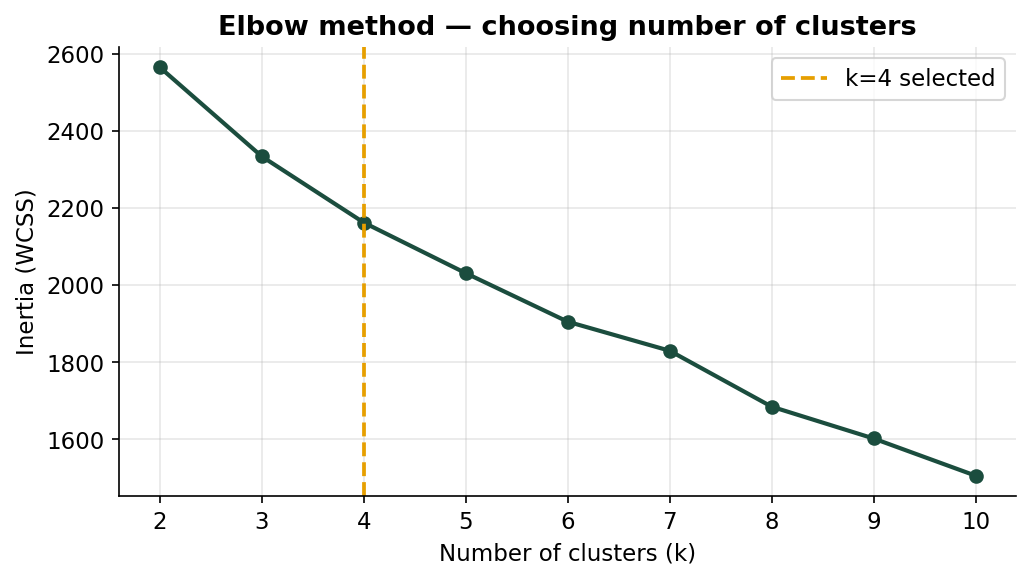 Elbow method — choosing number of clusters
k=4 selected
Inertia (WCSS)
2600
2400
2200
2000
1800
1600
2 3 4 5 6 7 8 9 10
Number of clusters (k)